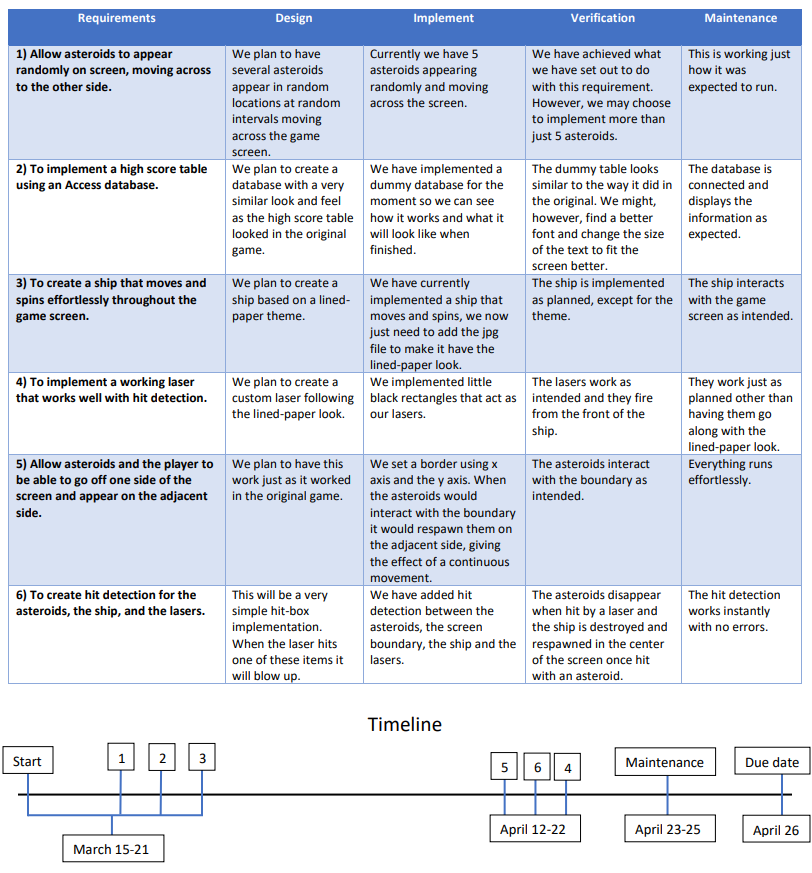 Requirements Design Implement Verification Maintenance
1) Allow asteroids to appear
randomly on screen, moving across
to the other side.
We plan to have
several asteroids
appear in random
locations at random
intervals moving
across the game
screen.
Currently we have 5
asteroids appearing
randomly and moving
across the screen.
We have achieved what
we have set out to do
with this requirement.
However, we may choose
to implement more than
just 5 asteroids.
This is working just
how it was
expected to run.
2) To implement a high score table
using an Access database.
We plan to create a
database with a very
similar look and feel
as the high score table
looked in the original
game.
We have implemented a
dummy database for the
moment so we can see
how it works and what it
will look like when
finished.
The dummy table looks
similar to the way it did in
the original. We might,
however, find a better
font and change the size
of the text to fit the
screen better.
The database is
connected and
displays the
information as
expected.
3) To create a ship that moves and
spins effortlessly throughout the
game screen.
We plan to create a
ship based on a lined-
paper theme.
We have currently
implemented a ship that
moves and spins, we now
just need to add the jpg
file to make it have the
lined-paper look.
The ship is implemented
as planned, except for the
theme.
The ship interacts
with the game
screen as intended.
4) To implement a working laser
that works well with hit detection.
We plan to create a
custom laser following
the lined-paper look.
We implemented little
black rectangles that act as
our lasers.
The lasers work as
intended and they fire
from the front of the
ship.
They work just as
planned other than
having them go
along with the
lined-paper look.
5) Allow asteroids and the player to
be able to go off one side of the
screen and appear on the adjacent
side.
We plan to have this
work just as it worked
in the original game.
We set a border using x
axis and the y axis. When
the asteroids would
interact with the boundary
it would respawn them on
the adjacent side, giving
the effect of a continuous
movement.
The asteroids interact
with the boundary as
intended.
Everything runs
effortlessly.
6) To create hit detection for the
asteroids, the ship, and the lasers.
This will be a very
simple hit-box
implementation.
When the laser hits
one of these items it
will blow up.
We have added hit
detection between the
asteroids, the screen
boundary, the ship and the
lasers.
The asteroids disappear
when hit by a laser and
the ship is destroyed and
respawned in the center
of the screen once hit
with an asteroid.
The hit detection
works instantly
with no errors.
Timeline
Start 1 2 3 5 6 4 Maintenance Due date
March 15-21 April 12-22 April 23-25 April 26